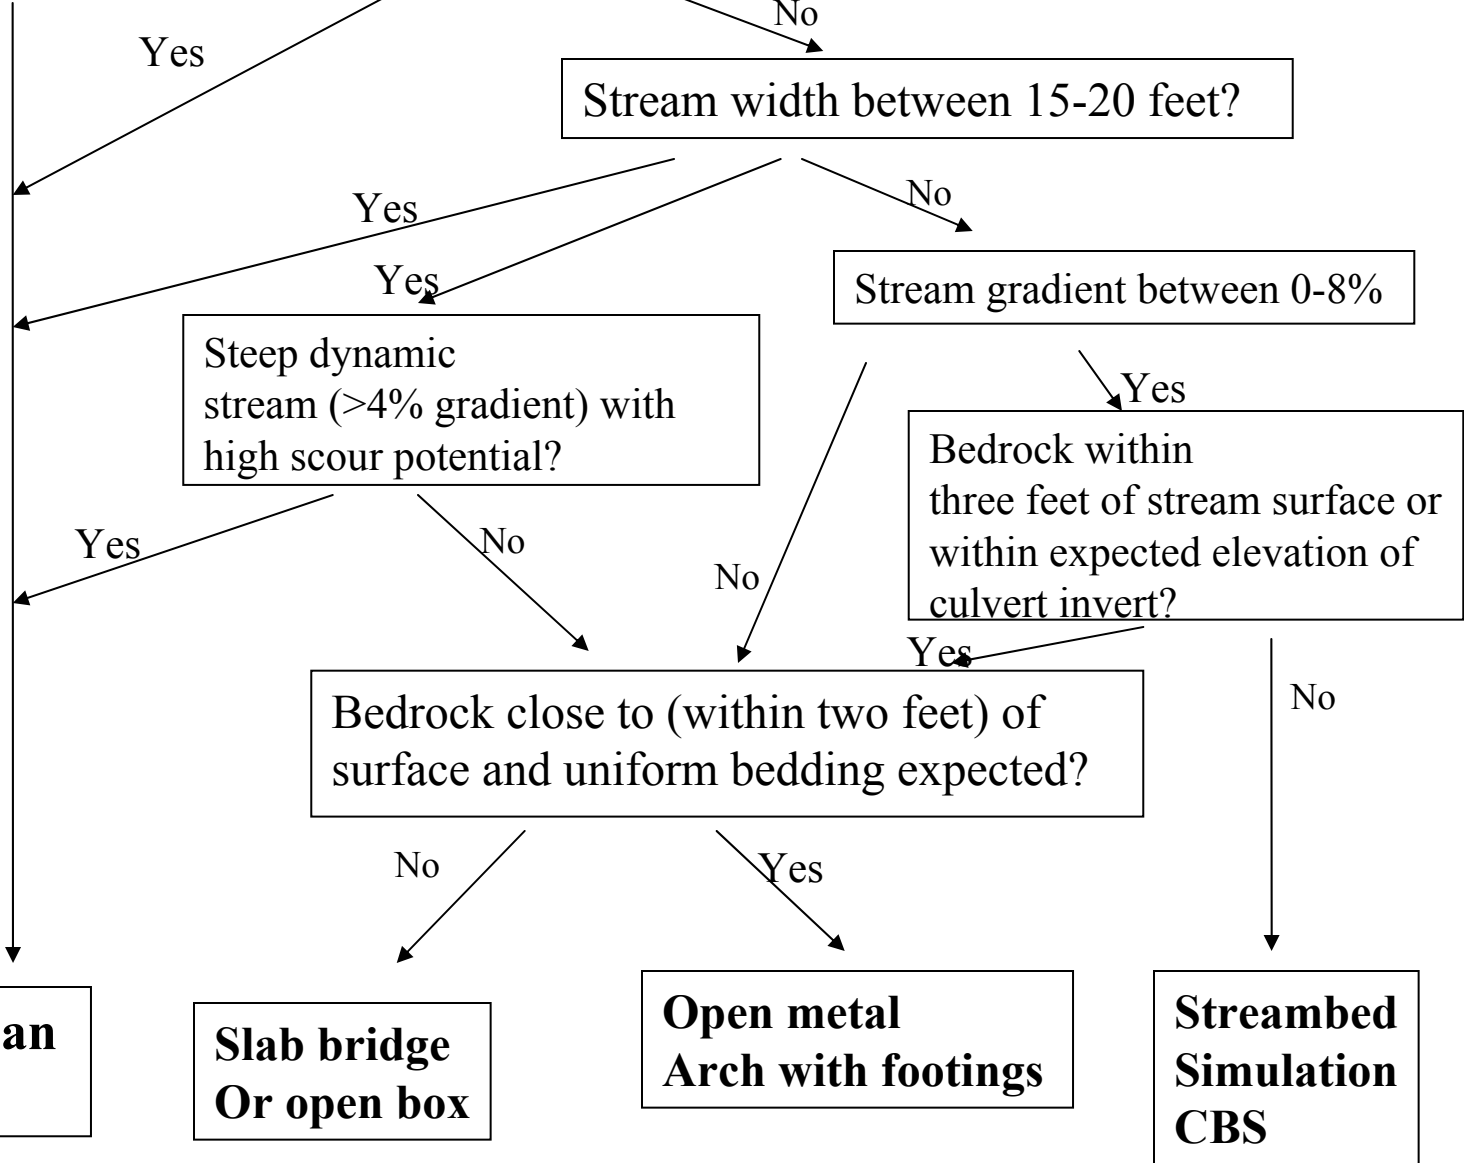 No
Yes
Stream width between 15-20 feet?
Yes
No
Yes
Stream gradient between 0-8%
Steep dynamic
stream (>4% gradient) with
high scour potential?
Yes
Bedrock within
three feet of stream surface or
within expected elevation of
culvert invert?
Yes
No
No
Yes
No
Bedrock close to (within two feet) of
surface and uniform bedding expected?
No
Yes
an
Slab bridge
Or open box
Open metal
Arch with footings
Streambed
Simulation
CBS